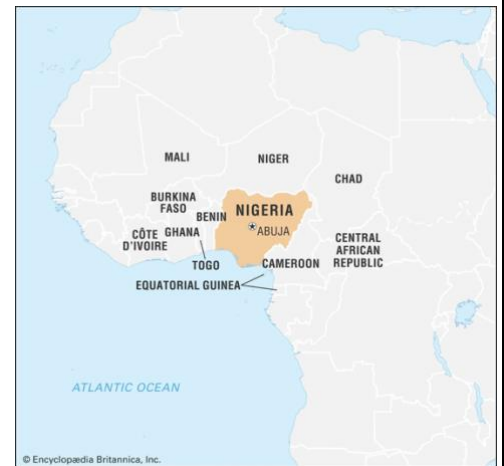 MALI
NIGER
CHAD
BURKINA
FASO
BENIN
NIGERIA
ABUJA
CÔTE
D'IVOIRE
GHANA
TOGO
CAMEROON
CENTRAL
AFRICAN
REPUBLIC
EQUATORIAL GUINEA
ATLANTIC OCEAN
© Encyclopædia Britannica, Inc.